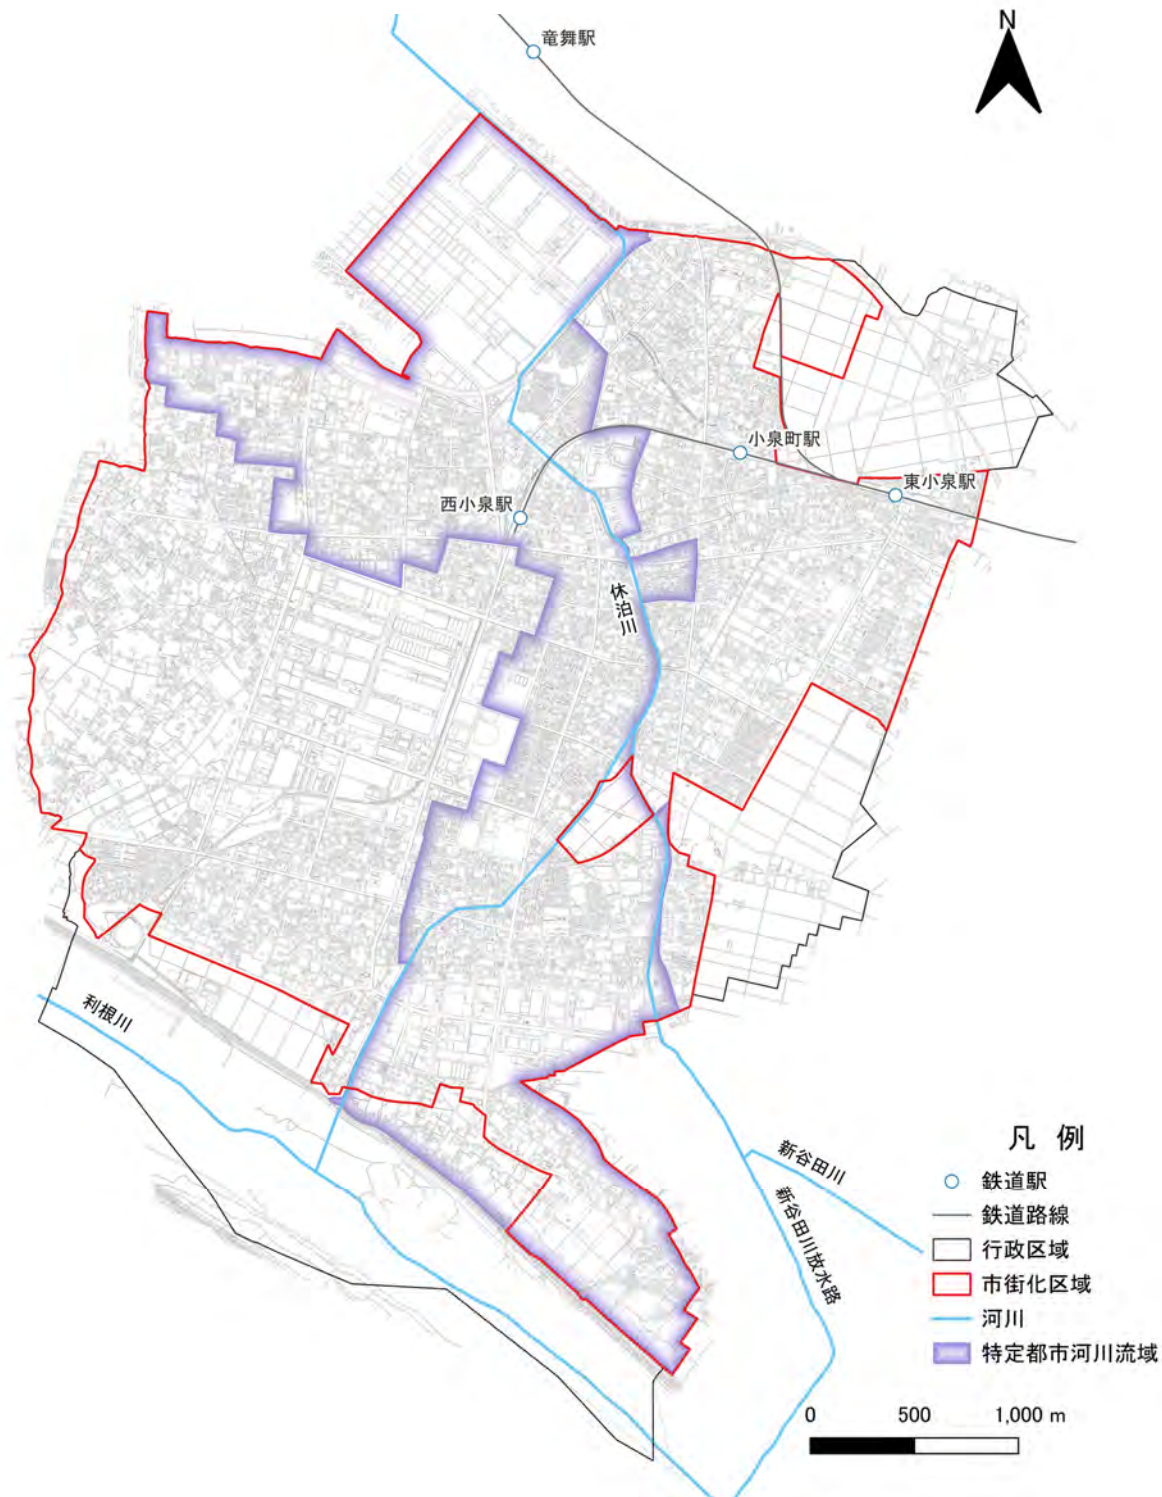 N
竜舞駅
小泉町駅
東小泉駅
西小泉駅
休泊川
利根川
新谷田川
新谷田川放水路
凡 例
鉄道駅
鉄道路線
行政区域
市街化区域
河川
特定都市河川流域
0 500 1,000 m